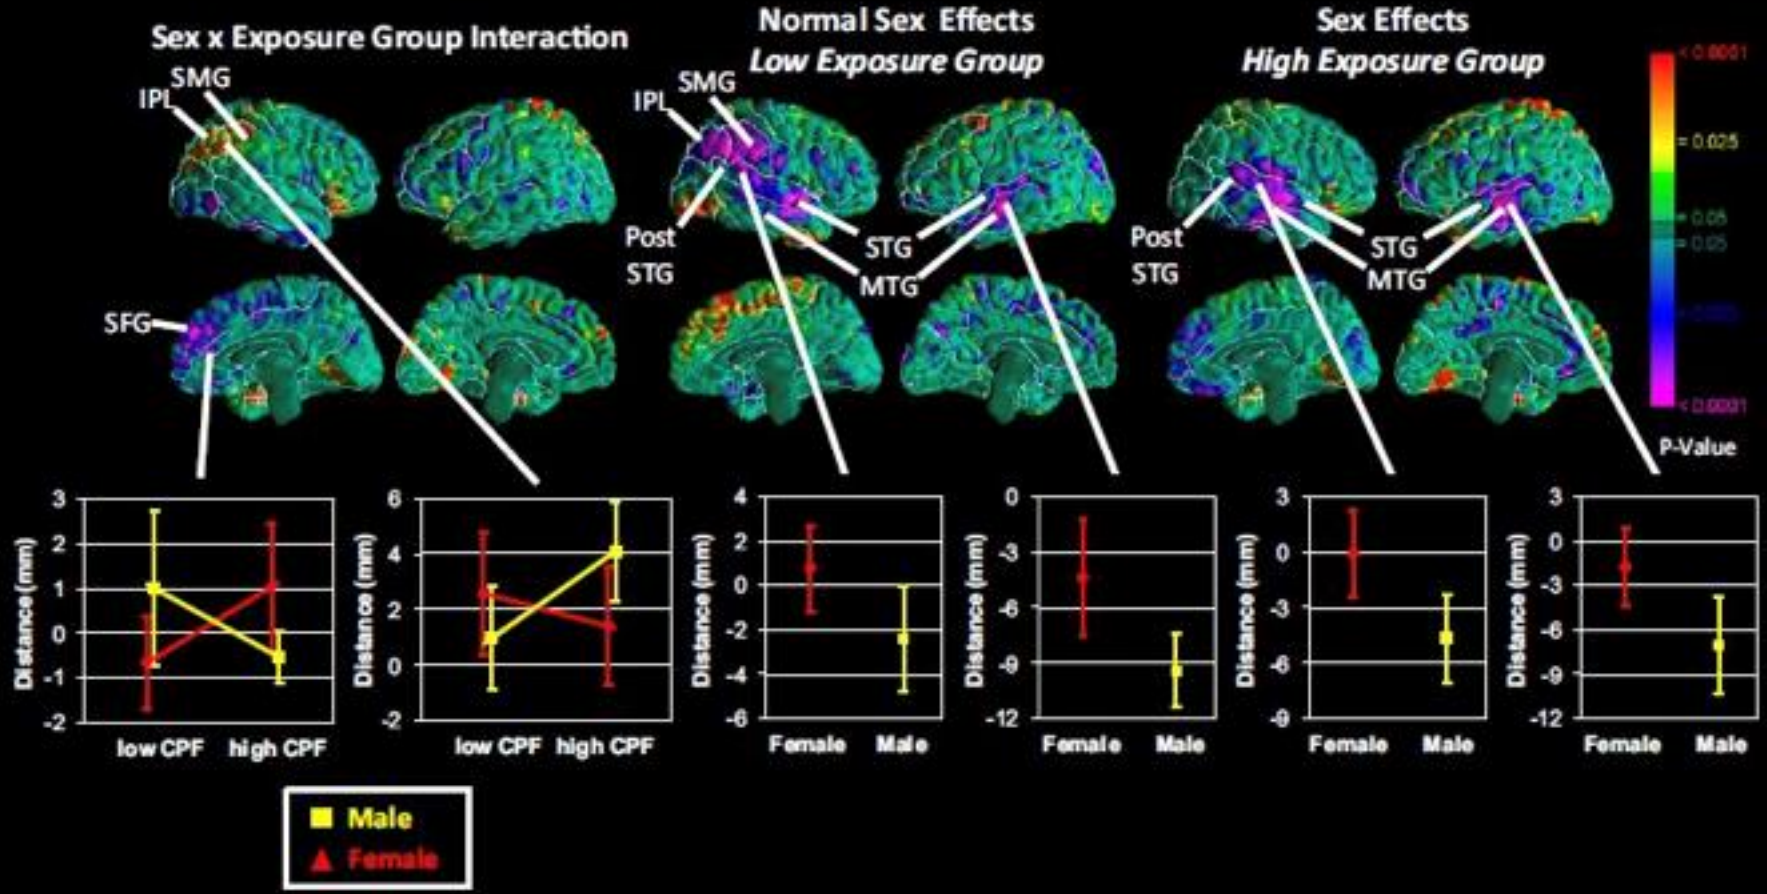 Sex x Exposure Group Interaction
Normal Sex Effects
Low Exposure Group
Sex Effects
High Exposure Group
SMG
IPL
SFG
SMG
IPL
Post
STG
STG
MTG
Post
STG
STG
MTG
< 0.0001
= 0.025
= 0.05
= 0.05
< 0.0001
P-Value
Distance (mm)
3
2
1
0
-1
-2
low CPF high CPF
Distance (mm)
6
4
2
0
-2
low CPF high CPF
Distance (mm)
4
2
0
-2
-4
-6
Female Male
Distance (mm)
0
-3
-6
-9
-12
Female Male
Distance (mm)
3
0
-3
-6
-9
Female Male
Distance (mm)
3
0
-3
-6
-9
-12
Female Male
Male
Female